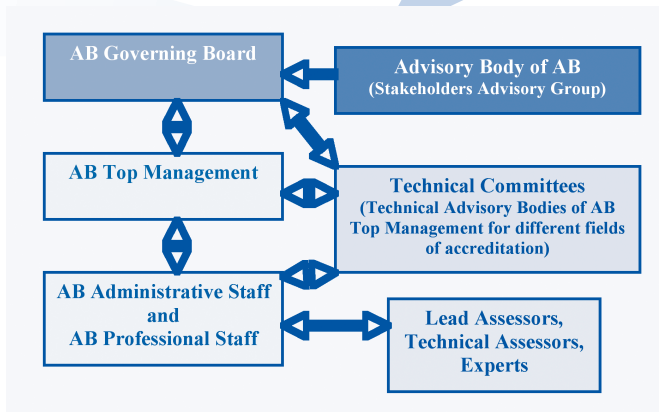 AB Governing Board
Advisory Body of AB
(Stakeholders Advisory Group)
AB Top Management
Technical Committees
(Technical Advisory Bodies of AB
Top Management for different fields
of accreditation)
AB Administrative Staff
and
AB Professional Staff
Lead Assessors,
Technical Assessors,
Experts